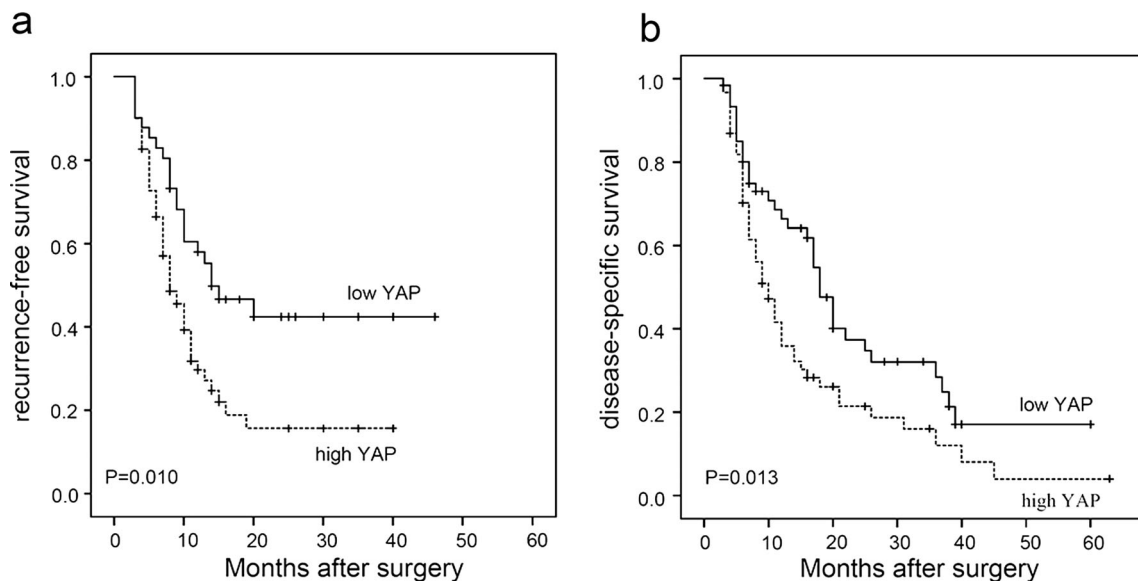 a
recurrence-free survival
1.0
0.8
0.6
0.4
0.2
0.0
low YAP
high YAP
P=0.010
0 10 20 30 40 50 60
Months after surgery
b
disease-specific survival
1.0
0.8
0.6
0.4
0.2
0.0
low YAP
high YAP
P=0.013
0 10 20 30 40 50 60
Months after surgery